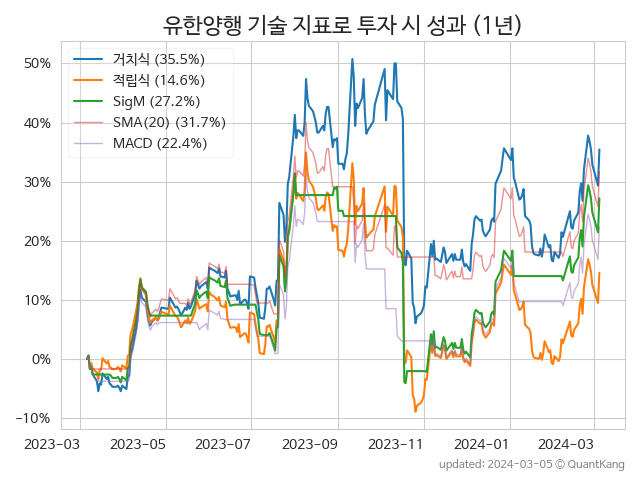 유한양행 기술 지표로 투자 시 성과 (1년)
거치식 (35.5%)
적립식 (14.6%)
SigM (27.2%)
SMA(20) (31.7%)
MACD (22.4%)
50%
40%
30%
20%
10%
0%
−10%
2023-03 2023-05 2023-07 2023-09 2023-11 2024-01 2024-03
updated: 2024-03-05 ⓒ QuantKang